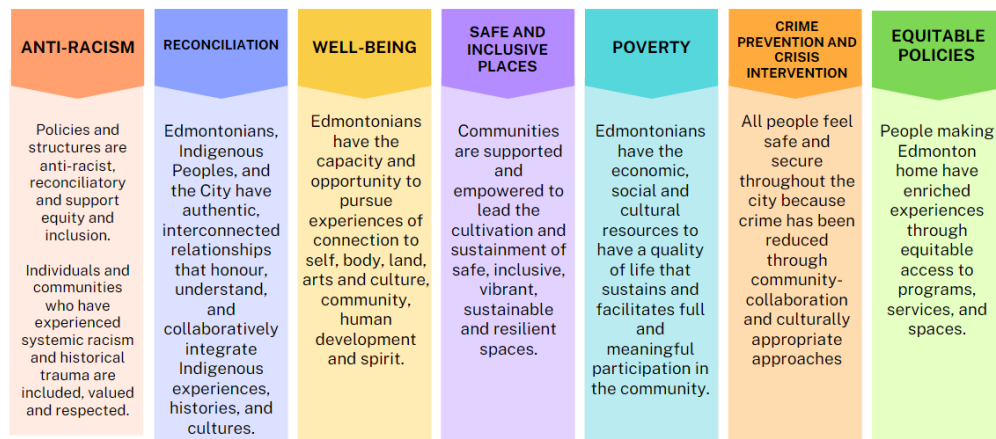 ANTI-RACISM
Policies and
structures are
anti-racist,
reconciliatory
and support
equity and
inclusion.
Individuals and
communities
who have
experienced
systemic racism
and historical
trauma are
included, valued
and respected.
RECONCILIATION
Edmontonians,
Indigenous
Peoples, and
the City have
authentic,
interconnected
relationships
that honour,
understand,
and
collaboratively
integrate
Indigenous
experiences,
histories, and
cultures.
WELL-BEING
Edmontonians
have the
capacity and
opportunity to
pursue
experiences of
connection to
self, body, land,
arts and culture,
community,
human
development
and spirit.
SAFE AND
INCLUSIVE
PLACES
Communities
are supported
and
empowered to
lead the
cultivation and
sustainment of
safe, inclusive,
vibrant,
sustainable
and resilient
spaces.
POVERTY
Edmontonians
have the
economic,
social and
cultural
resources to
have a quality
of life that
sustains and
facilitates full
and
meaningful
participation in
the community.
CRIME
PREVENTION AND
CRISIS
INTERVENTION
All people feel
safe and
secure
throughout the
city because
crime has been
reduced
through
community-
collaboration
and culturally
appropriate
approaches
EQUITABLE
POLICIES
People making
Edmonton
home have
enriched
experiences
through
equitable
access to
programs,
services, and
spaces.